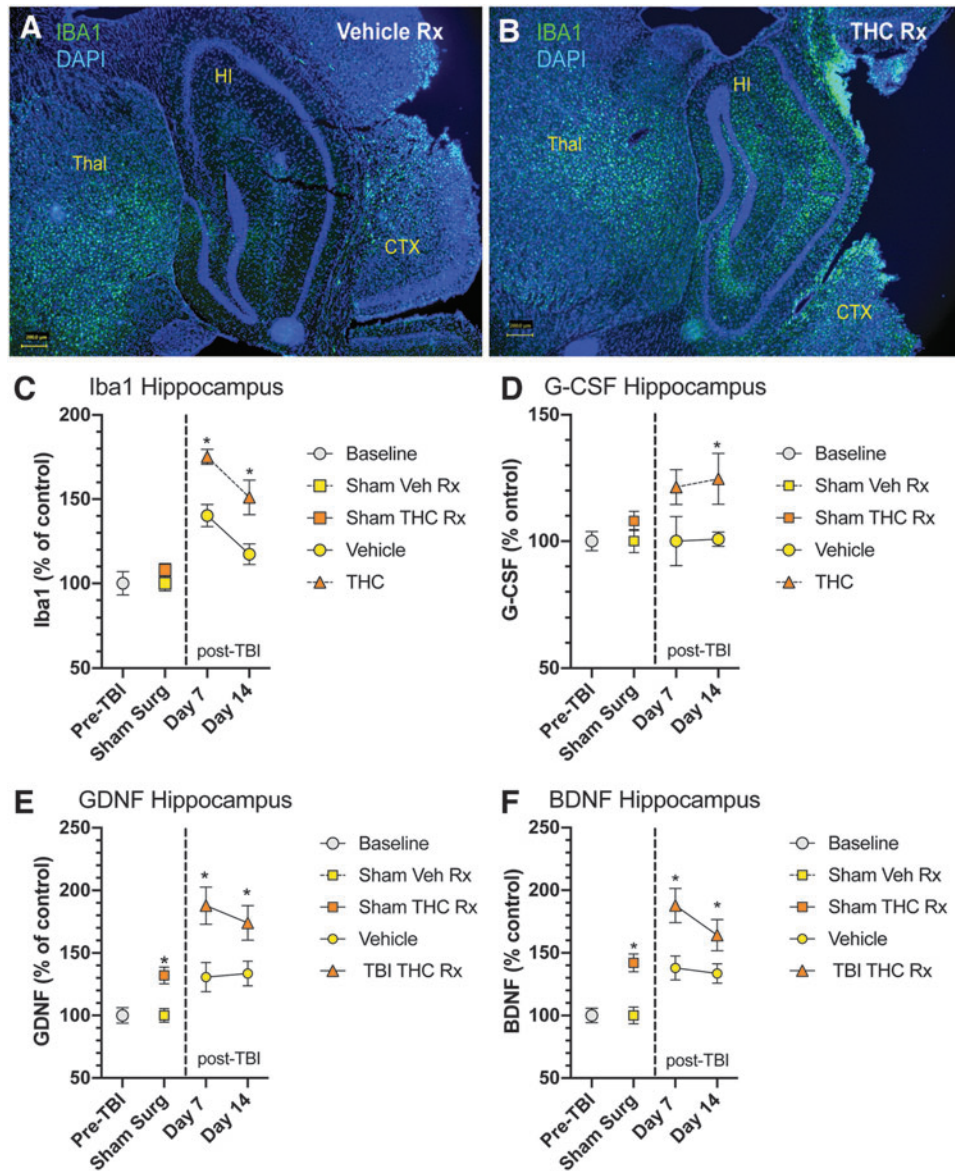 A
IBA1
DAPI
Vehicle Rx
HI
Thal
CTX
B
IBA1
DAPI
THC Rx
HI
Thal
CTX
C
Iba1 Hippocampus
Iba1 (% of control)
200
150
100
50
post-TBI
Pre-TBI
Sham Surg
Day 7
Day 14
* *
Baseline
Sham Veh Rx
Sham THC Rx
Vehicle
THC
D
G-CSF Hippocampus
G-CSF (% ontrol)
150
100
50
post-TBI
Pre-TBI
Sham Surg
Day 7
Day 14
*
Baseline
Sham Veh Rx
Sham THC Rx
Vehicle
THC
E
GDNF Hippocampus
GDNF (% of control)
250
200
150
100
50
post-TBI
Pre-TBI
Sham Surg
Day 7
Day 14
* * *
Baseline
Sham Veh Rx
Sham THC Rx
Vehicle
TBI THC Rx
F
BDNF Hippocampus
BDNF (% control)
250
200
150
100
50
post-TBI
Pre-TBI
Sham Surg
Day 7
Day 14
* * *
Baseline
Sham Veh Rx
Sham THC Rx
Vehicle
TBI THC Rx